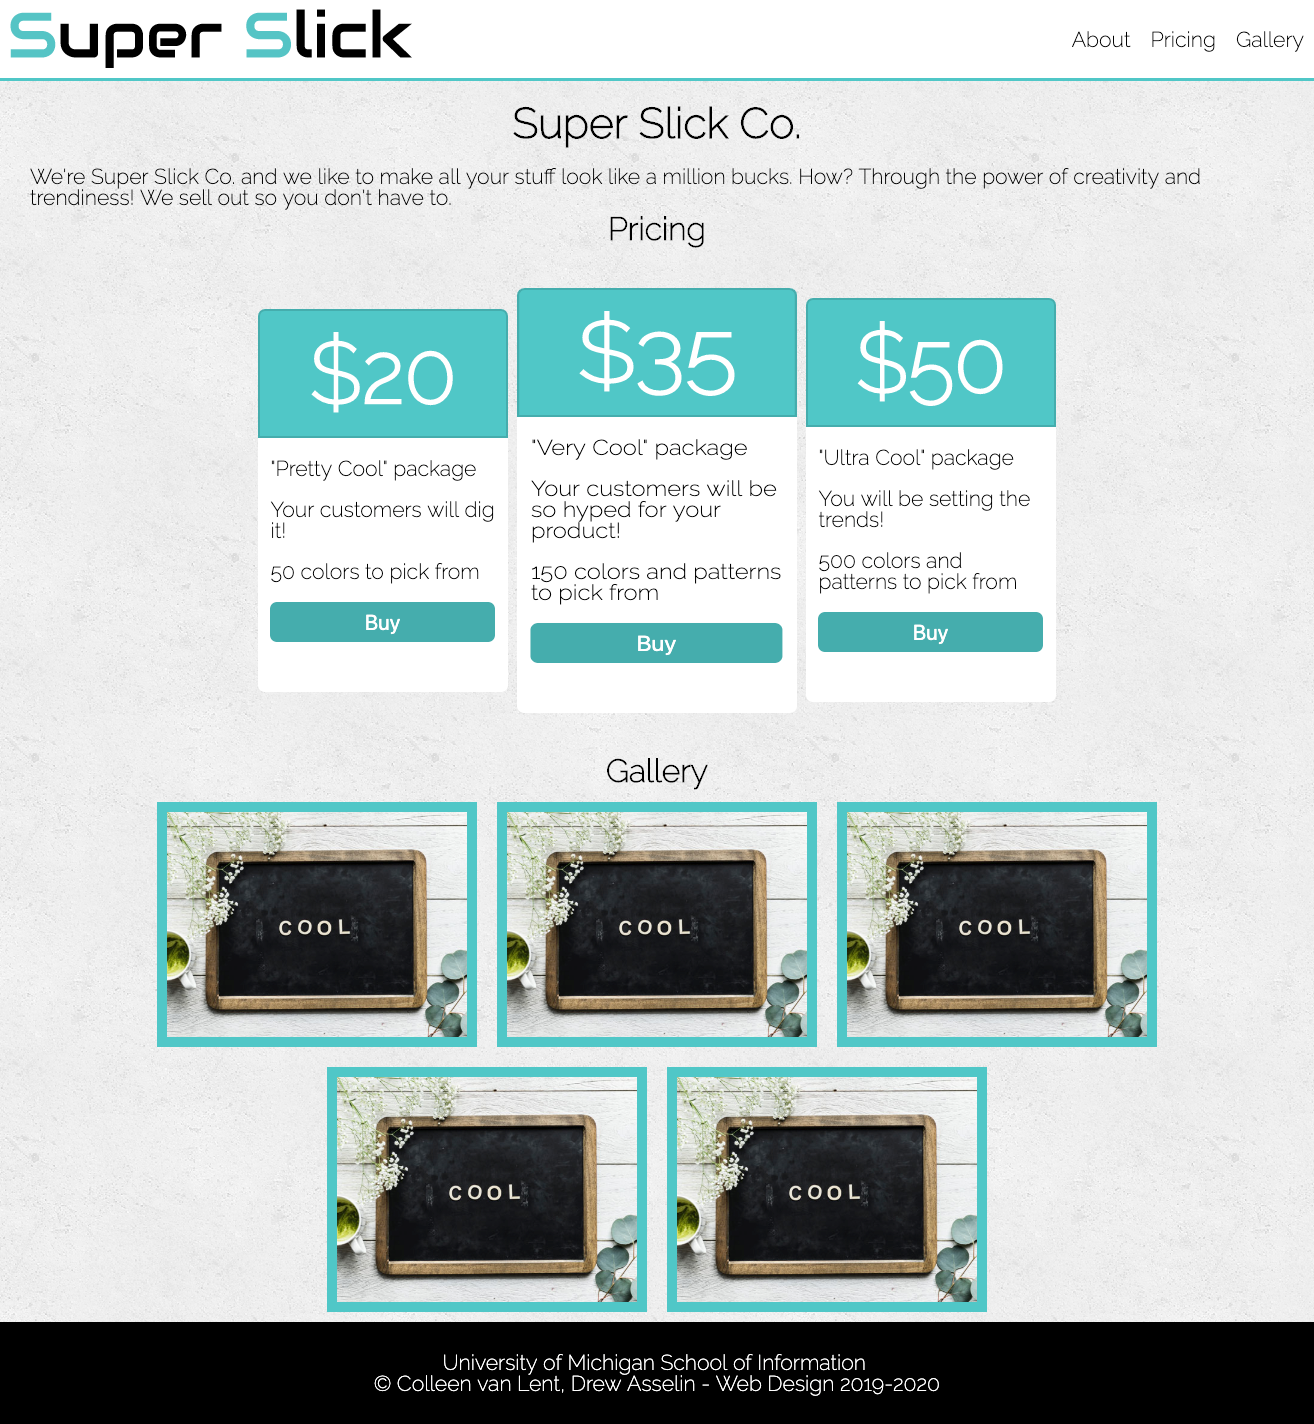 Super Slick
About Pricing Gallery
Super Slick Co.
We're Super Slick Co. and we like to make all your stuff look like a million bucks. How? Through the power of creativity and
trendiness! We sell out so you don't have to.
Pricing
$20
"Pretty Cool" package
Your customers will dig
it!
50 colors to pick from
Buy
$35
"Very Cool" package
Your customers will be
so hyped for your
product!
150 colors and patterns
to pick from
Buy
$50
"Ultra Cool" package
You will be setting the
trends!
500 colors and
patterns to pick from
Buy
Gallery
COOL
COOL
COOL
COOL
COOL
University of Michigan School of Information
© Colleen van Lent, Drew Asselin - Web Design 2019-2020